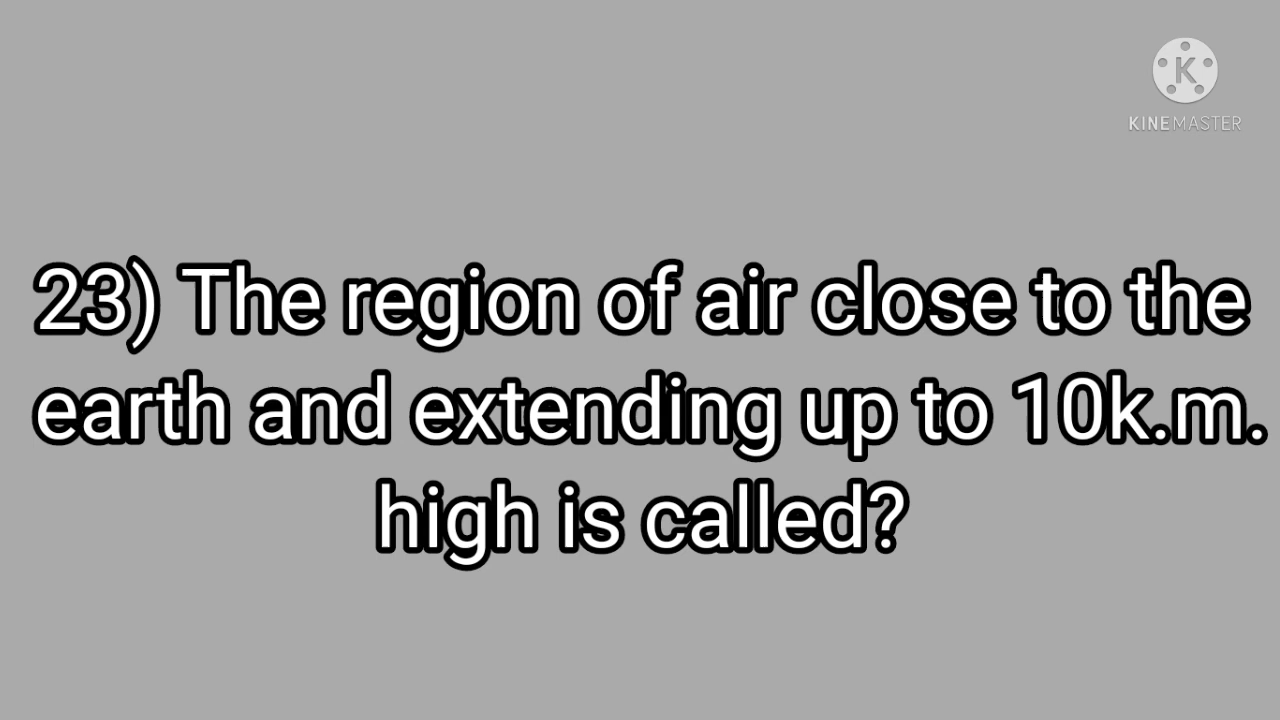 KINEMASTER
23) The region of air close to the
earth and extending up to 10k.m.
high is called?